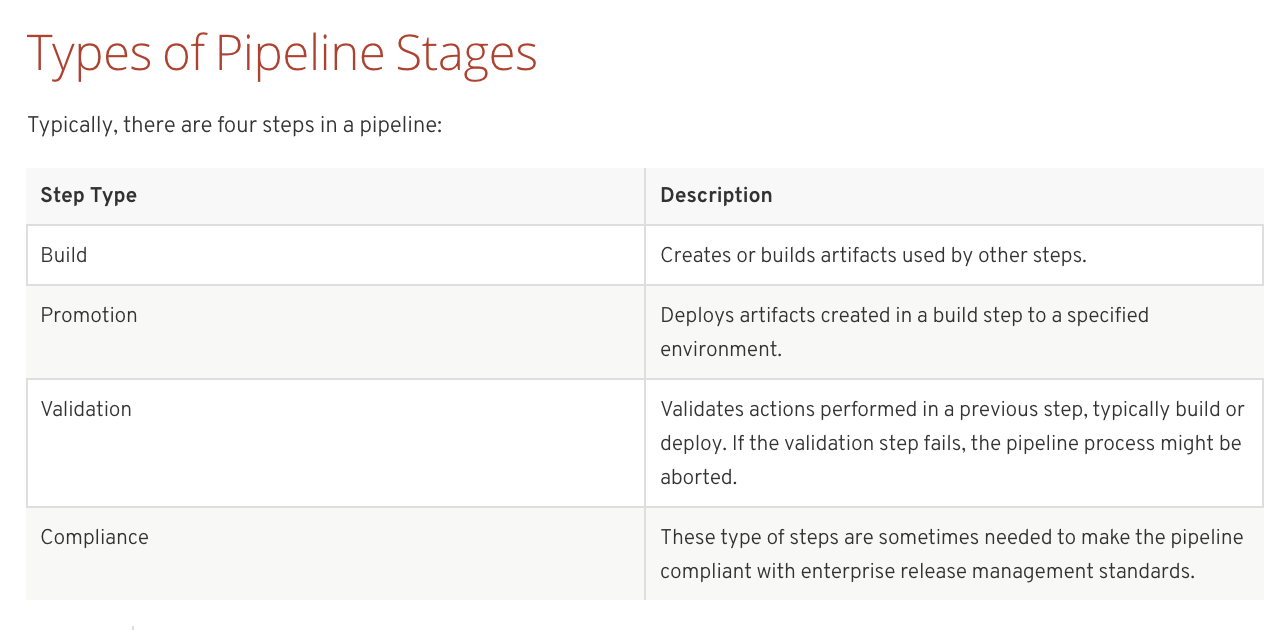 Types of Pipeline Stages
Typically, there are four steps in a pipeline:
Step Type
Description
Build
Creates or builds artifacts used by other steps.
Promotion
Deploys artifacts created in a build step to a specified
environment.
Validation
Validates actions performed in a previous step, typically build or
deploy. If the validation step fails, the pipeline process might be
aborted.
Compliance
These type of steps are sometimes needed to make the pipeline
compliant with enterprise release management standards.